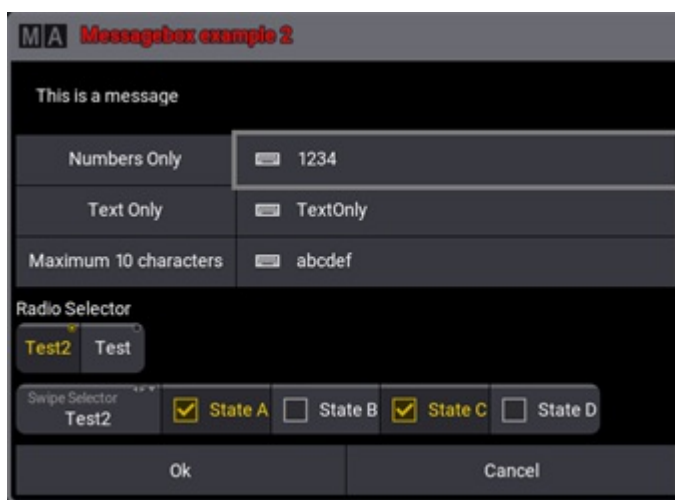 MA Messagebox example 2
This is a message
Numbers Only 1234
Text Only TextOnly
Maximum 10 characters abcdef
Radio Selector
Test2 Test
Swipe Selector
Test2 State A State B State C State D
Ok Cancel